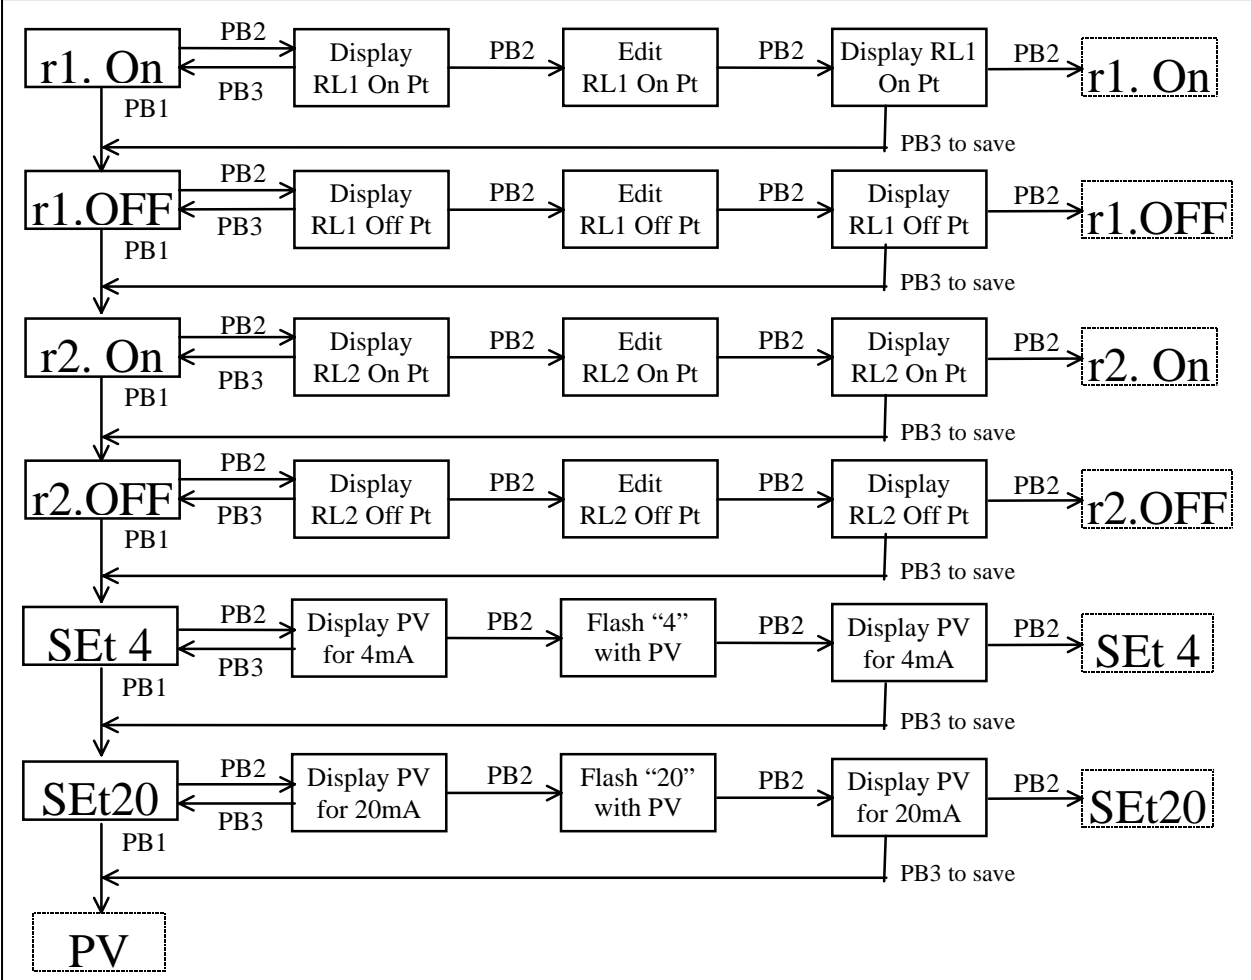 r1. On
PB2
PB3
Display
RL1 On Pt
PB2
Edit
RL1 On Pt
PB2
Display RL1
On Pt
PB2
r1. On
PB1
PB3 to save
r1.OFF
PB2
PB3
Display
RL1 Off Pt
PB2
Edit
RL1 Off Pt
PB2
Display
RL1 Off Pt
PB2
r1.OFF
PB1
PB3 to save
r2. On
PB2
PB3
Display
RL2 On Pt
PB2
Edit
RL2 On Pt
PB2
Display
RL2 On Pt
PB2
r2. On
PB1
PB3 to save
r2.OFF
PB2
PB3
Display
RL2 Off Pt
PB2
Edit
RL2 Off Pt
PB2
Display
RL2 Off Pt
PB2
r2.OFF
PB1
PB3 to save
SEt 4
PB2
PB3
Display PV
for 4mA
PB2
Flash “4”
with PV
PB2
Display PV
for 4mA
PB2
SEt 4
PB1
PB3 to save
SEt20
PB2
PB3
Display PV
for 20mA
PB2
Flash “20”
with PV
PB2
Display PV
for 20mA
PB2
SEt20
PB1
PB3 to save
PV